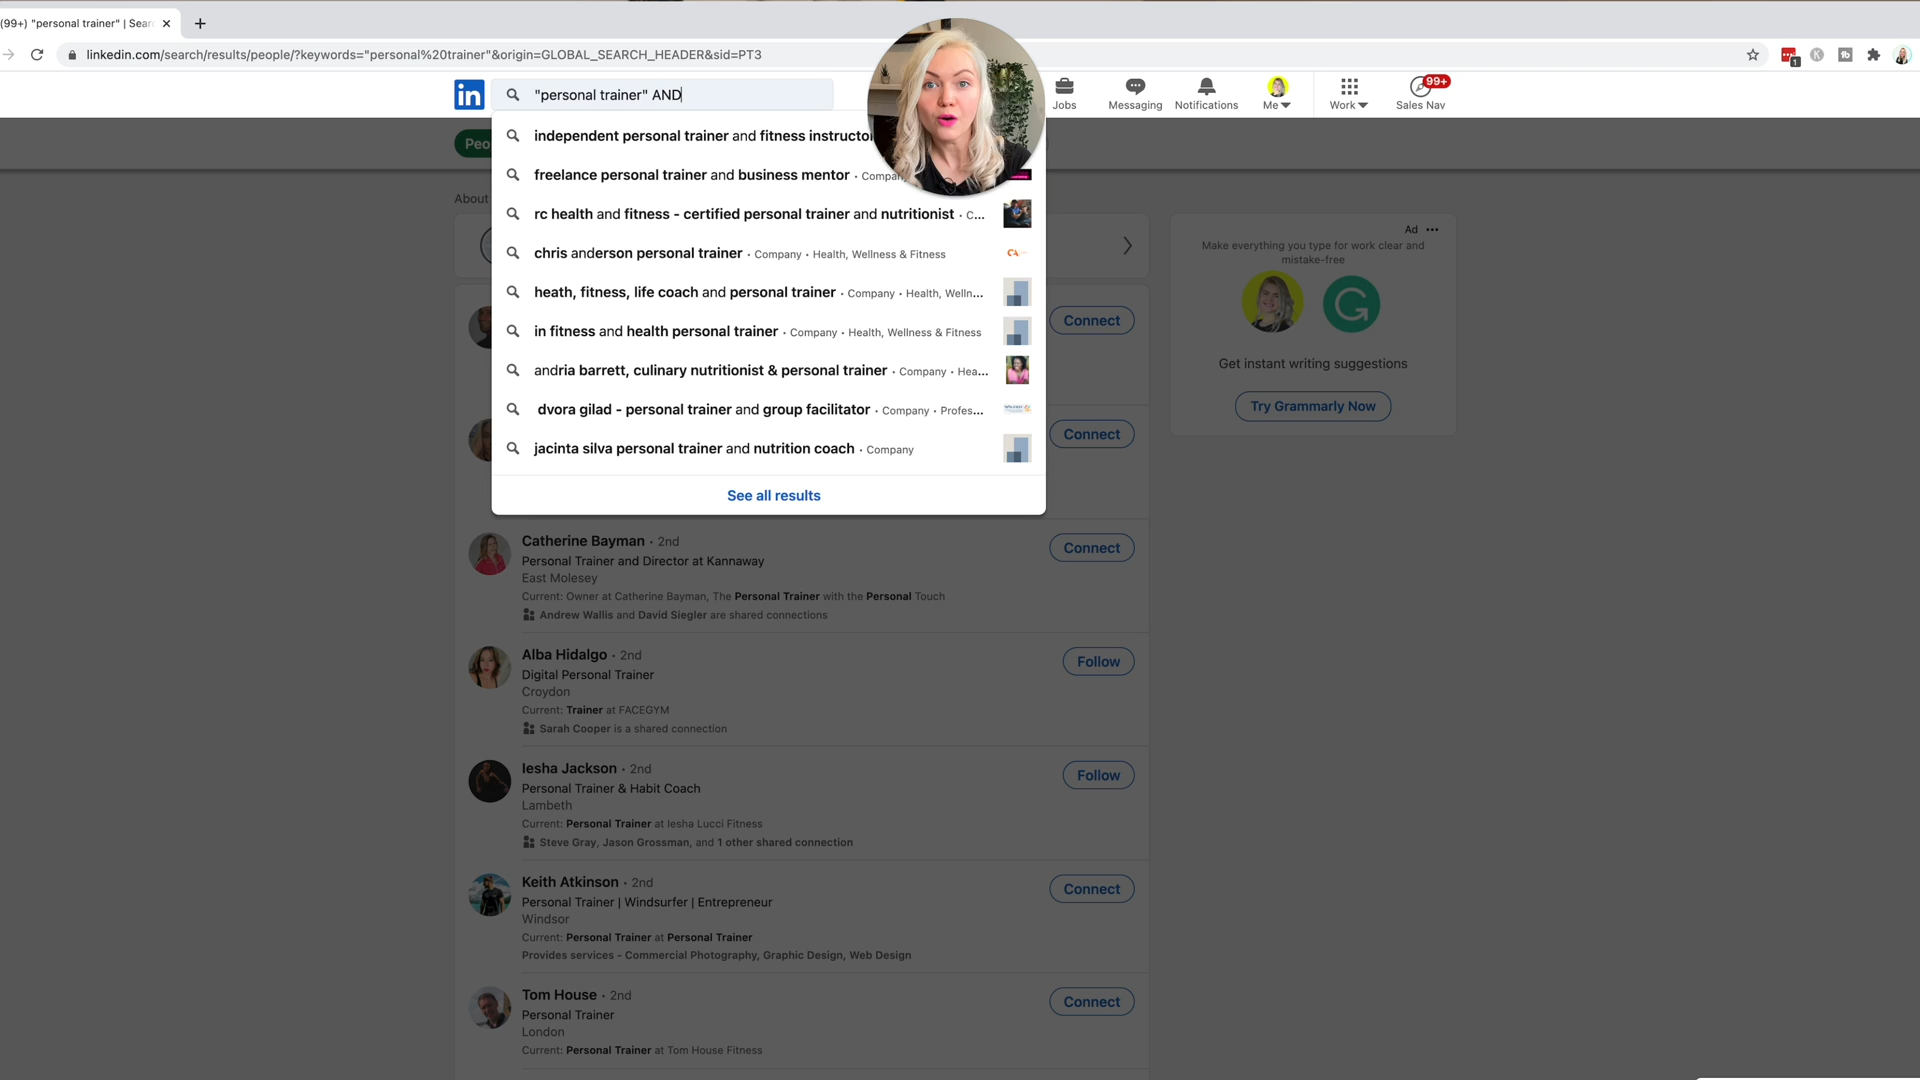 (99+) "personal trainer" | Sear
linkedin.com/search/results/people/?keywords="personal%20trainer"&origin=GLOBAL_SEARCH_HEADER&sid=PT3
1
in
"personal trainer" AND
Jobs
Messaging
Notifications
Me
Work
99+
Sales Nav
independent personal trainer and fitness instructo
freelance personal trainer and business mentor • Compan
rc health and fitness - certified personal trainer and nutritionist • C...
chris anderson personal trainer • Company • Health, Wellness & Fitness
heath, fitness, life coach and personal trainer • Company • Health, Welln...
in fitness and health personal trainer • Company • Health, Wellness & Fitness
andria barrett, culinary nutritionist & personal trainer • Company • Hea...
dvora gilad - personal trainer and group facilitator • Company • Profes...
jacinta silva personal trainer and nutrition coach • Company
See all results
Peo
About
Connect
Connect
Ad
Make everything you type for work clear and
mistake-free
Get instant writing suggestions
Try Grammarly Now
Catherine Bayman • 2nd
Personal Trainer and Director at Kannaway
East Molesey
Current: Owner at Catherine Bayman, The Personal Trainer with the Personal Touch
Andrew Wallis and David Siegler are shared connections
Connect
Alba Hidalgo • 2nd
Digital Personal Trainer
Croydon
Current: Trainer at FACEGYM
Sarah Cooper is a shared connection
Follow
Iesha Jackson • 2nd
Personal Trainer & Habit Coach
Lambeth
Current: Personal Trainer at Iesha Lucci Fitness
Steve Gray, Jason Grossman, and 1 other shared connection
Follow
Keith Atkinson • 2nd
Personal Trainer | Windsurfer | Entrepreneur
Windsor
Current: Personal Trainer at Personal Trainer
Provides services - Commercial Photography, Graphic Design, Web Design
Connect
Tom House • 2nd
Personal Trainer
London
Current: Personal Trainer at Tom House Fitness
Connect